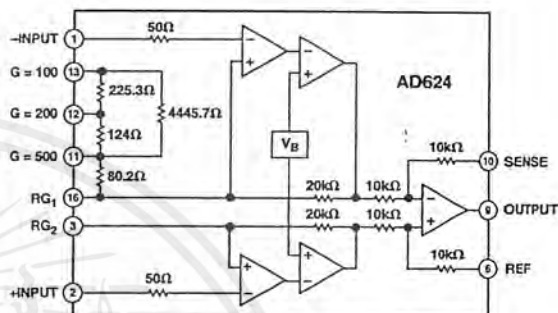 –INPUT 1
50Ω
G = 100 13
225.3Ω
4445.7Ω
AD624
G = 200 12
124Ω
VB
G = 500 11
80.2Ω
10kΩ
10 SENSE
RG1 16
20kΩ 10kΩ
9 OUTPUT
RG2 3
20kΩ 10kΩ
10kΩ
6 REF
50Ω
+INPUT 2
– + – + + – + – – +